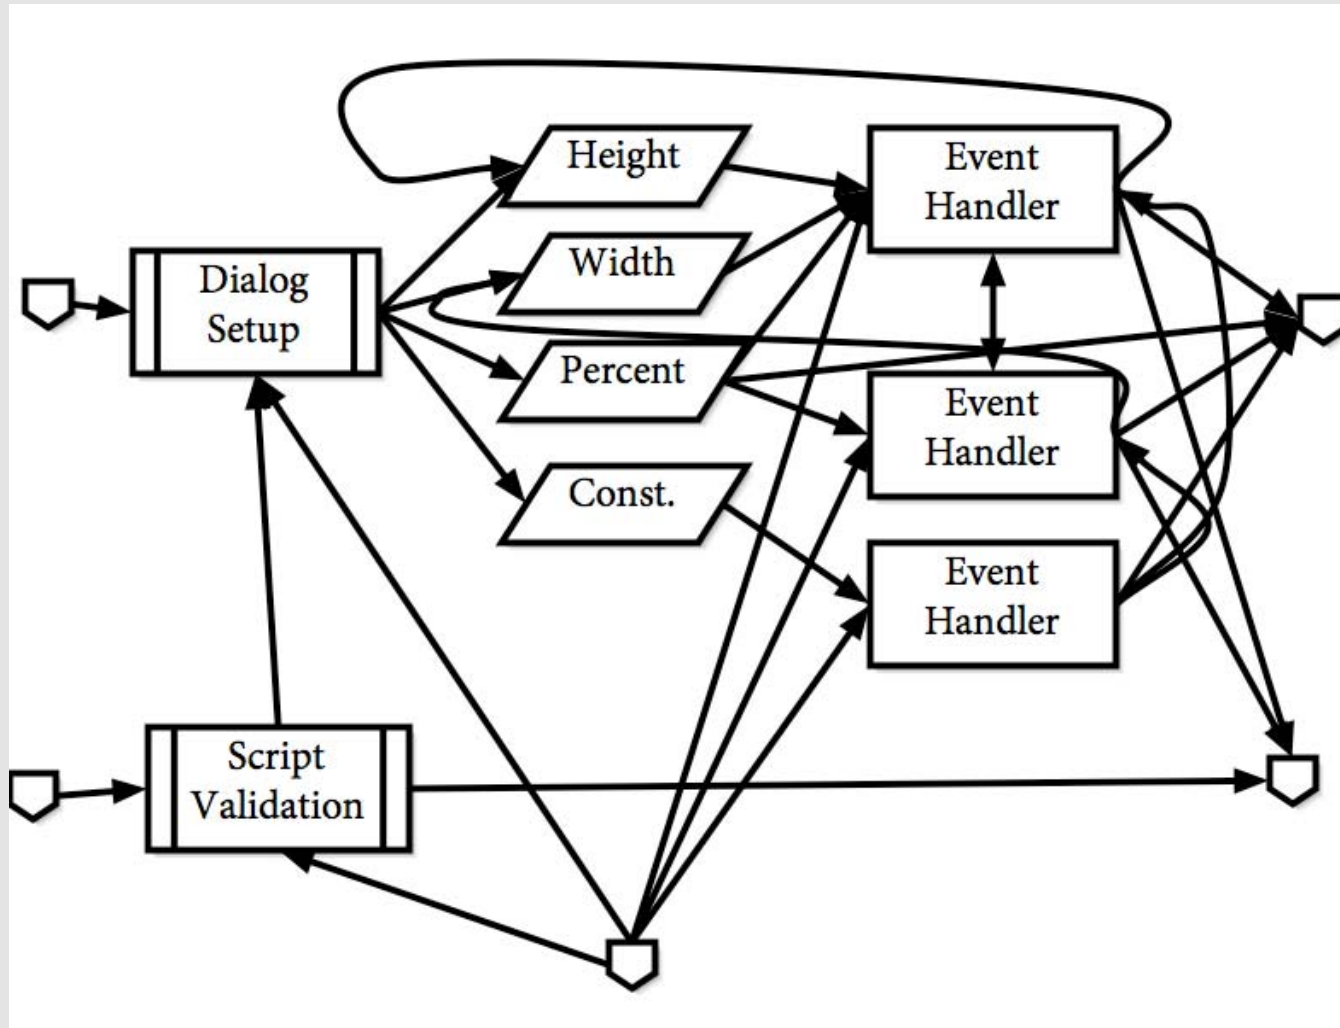 Height
Event
Handler
Width
Dialog
Setup
Percent
Event
Handler
Const.
Event
Handler
Script
Validation